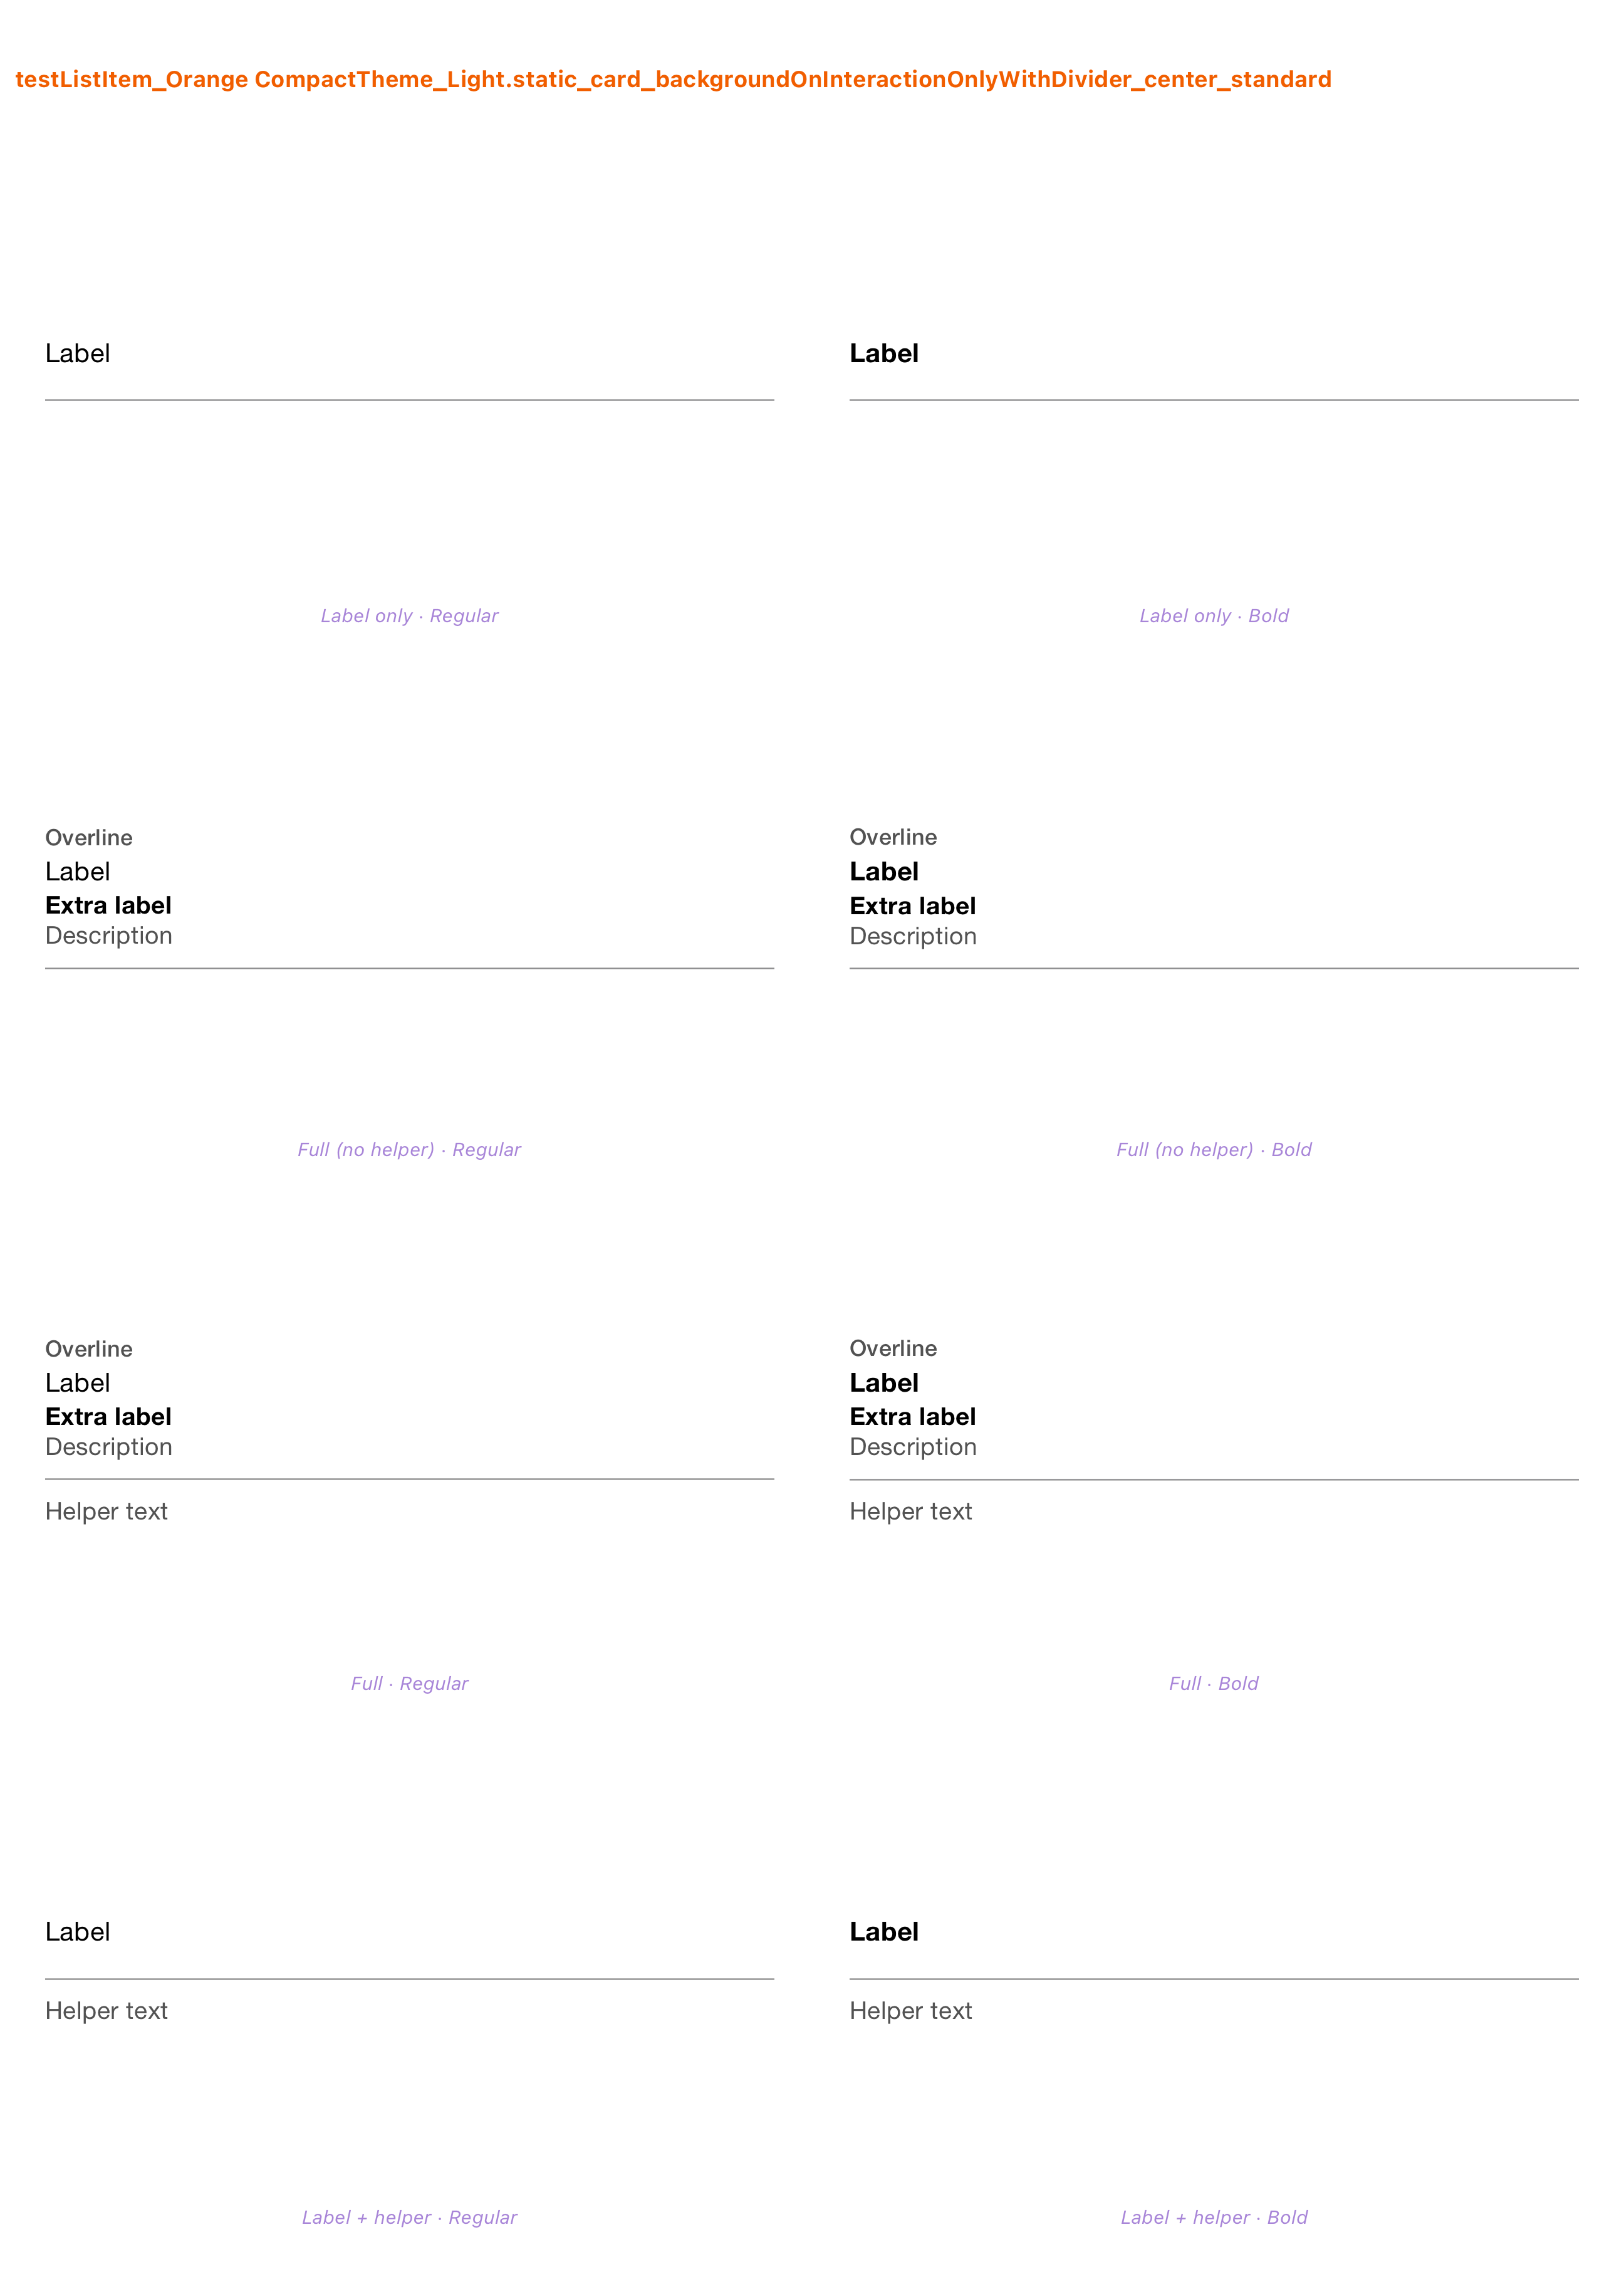 testListItem_Orange CompactTheme_Light.static_card_backgroundOnInteractionOnlyWithDivider_center_standard
Label
Label
Label only · Regular
Label only · Bold
Overline
Label
Extra label
Description
Overline
Label
Extra label
Description
Full (no helper) · Regular
Full (no helper) · Bold
Overline
Label
Extra label
Description
Helper text
Overline
Label
Extra label
Description
Helper text
Full · Regular
Full · Bold
Label
Helper text
Label
Helper text
Label + helper · Regular
Label + helper · Bold